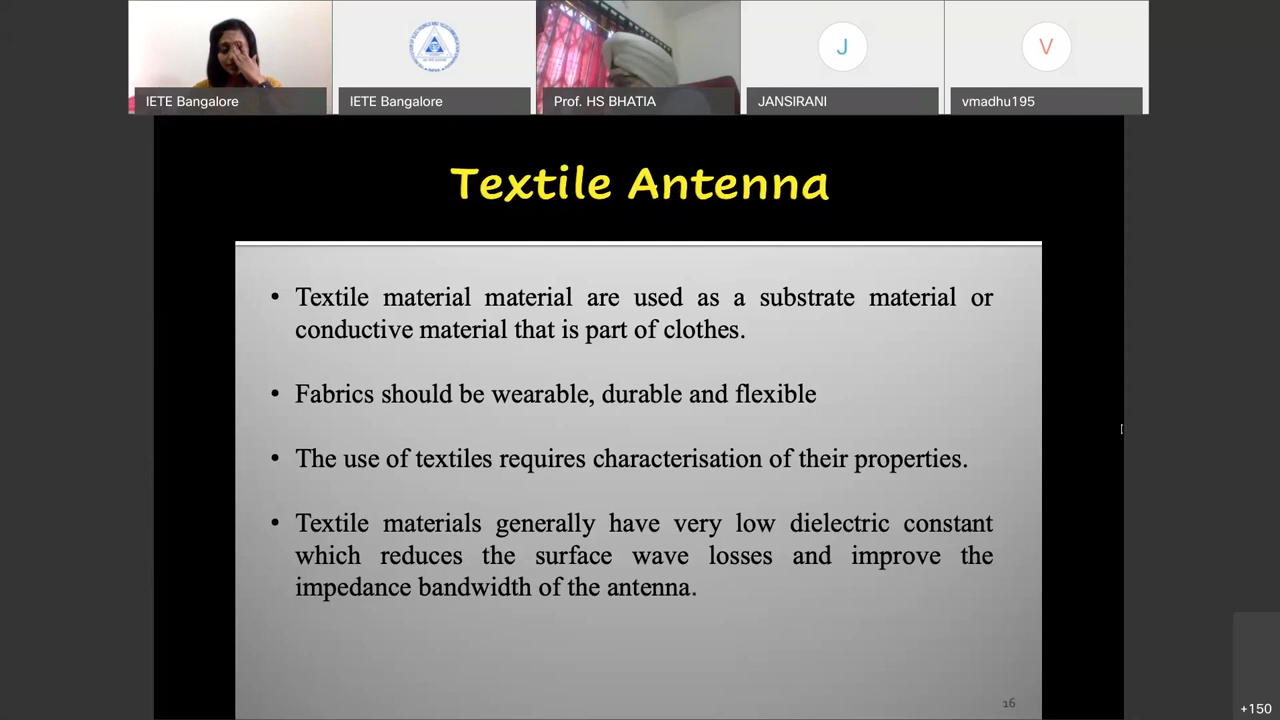 IETE Bangalore
IETE Bangalore
Prof. HS BHATIA
J
JANSIRANI
V
vmadhu195
Textile Antenna
• Textile material material are used as a substrate material or
conductive material that is part of clothes.
• Fabrics should be wearable, durable and flexible
• The use of textiles requires characterisation of their properties.
• Textile materials generally have very low dielectric constant
which reduces the surface wave losses and improve the
impedance bandwidth of the antenna.
16
+150